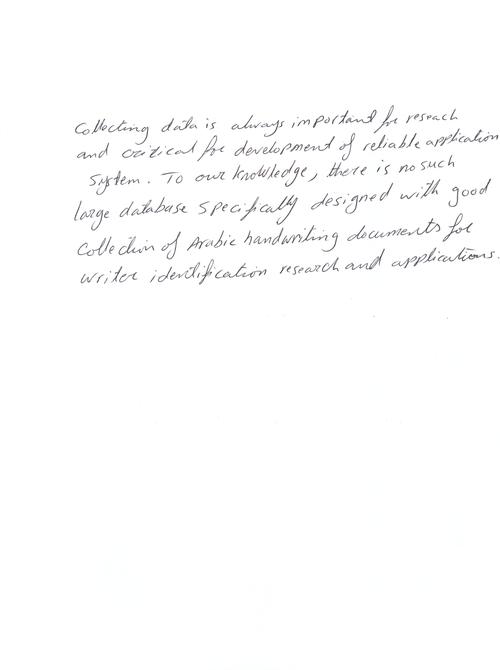 Collecting data is always important for reseach
and critical for development of reliable application
System. To our knowledge, there is no such
large database specifically designed with good
Collection of Arabic handwriting documents for
writer identification research and applications.